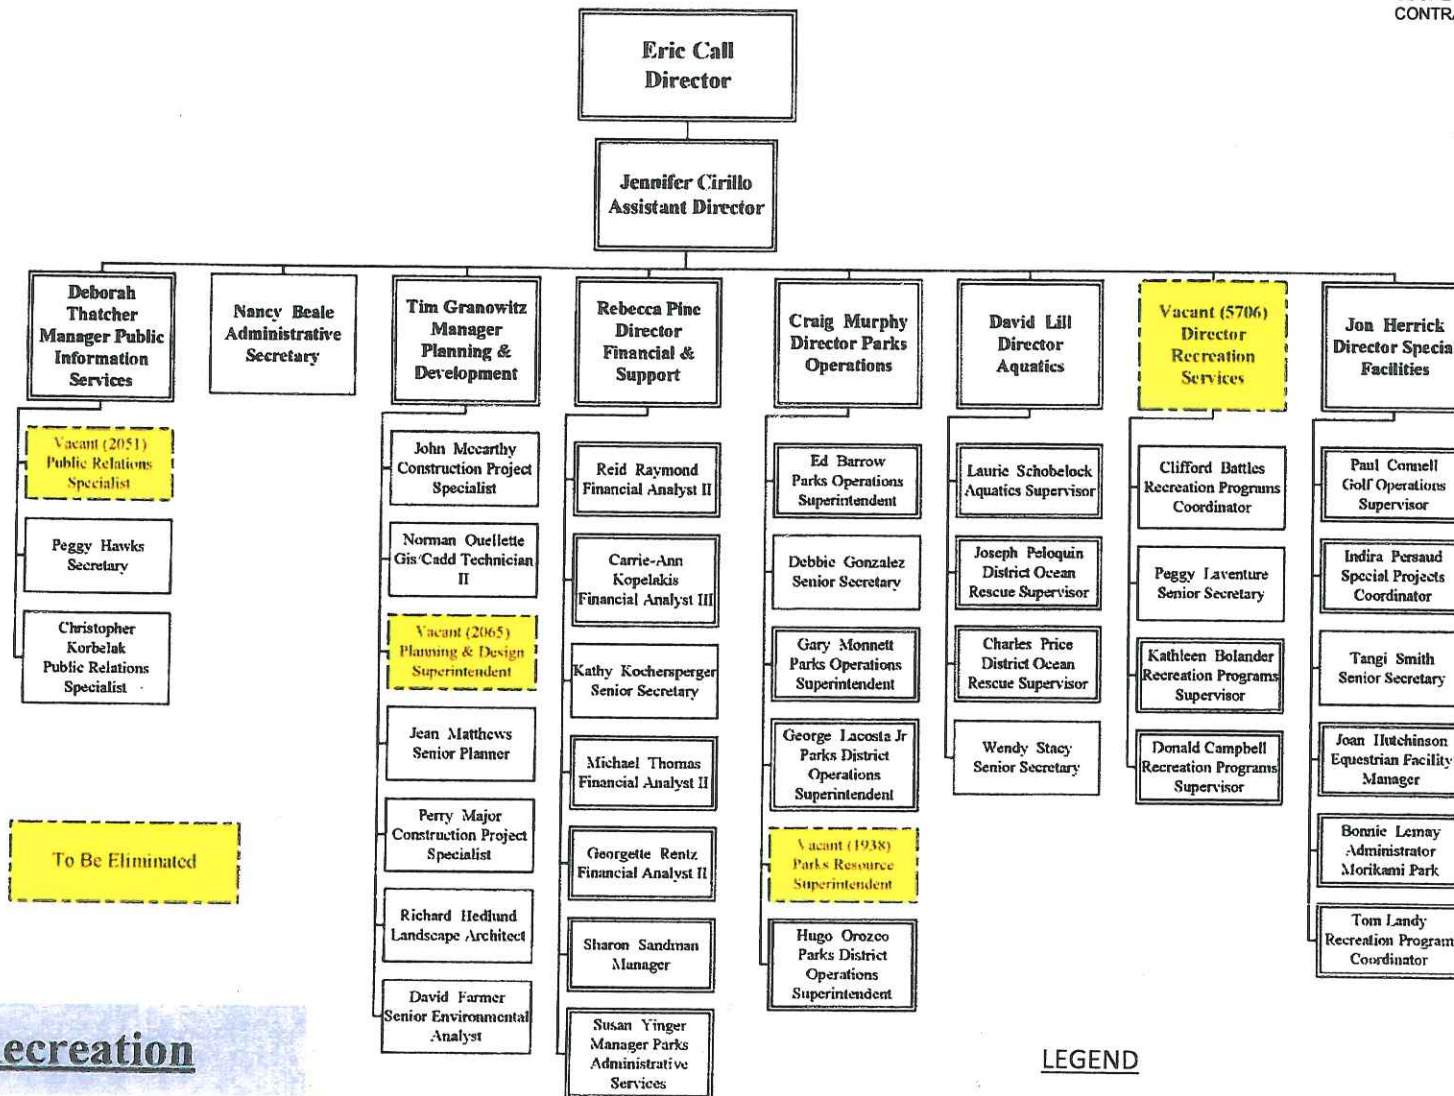 CONTRA
Eric Call
Director
Jennifer Cirillo
Assistant Director
Deborah
Thatcher
Manager Public
Information
Services
Nancy Beale
Administrative
Secretary
Tim Granowitz
Manager
Planning &
Development
Rebecca Pine
Director
Financial &
Support
Craig Murphy
Director Parks
Operations
David Lill
Director
Aquatics
Vacant (5706)
Director
Recreation
Services
Jon Herrick
Director Special
Facilities
Vacant (2051)
Public Relations
Specialist
Peggy Hawks
Secretary
Christopher
Korbelak
Public Relations
Specialist
John Mccarthy
Construction Project
Specialist
Norman Ouellette
Gis/Cadd Technician
II
Vacant (2065)
Planning & Design
Superintendent
Jean Matthews
Senior Planner
Perry Major
Construction Project
Specialist
Richard Hedlund
Landscape Architect
David Farmer
Senior Environmental
Analyst
Reid Raymond
Financial Analyst II
Carrie-Ann
Kopelakis
Financial Analyst III
Kathy Kochersperger
Senior Secretary
Michael Thomas
Financial Analyst II
Georgette Rentz
Financial Analyst II
Sharon Sandman
Manager
Susan Yinger
Manager Parks
Administrative
Services
Ed Barrow
Parks Operations
Superintendent
Debbie Gonzalez
Senior Secretary
Gary Monnett
Parks Operations
Superintendent
George Lacosta Jr
Parks District
Operations
Superintendent
Vacant (1938)
Parks Resource
Superintendent
Hugo Orozco
Parks District
Operations
Superintendent
Laurie Schobelock
Aquatics Supervisor
Joseph Peloquin
District Ocean
Rescue Supervisor
Charles Price
District Ocean
Rescue Supervisor
Wendy Stacy
Senior Secretary
Clifford Battles
Recreation Programs
Coordinator
Peggy Laventure
Senior Secretary
Kathleen Bolander
Recreation Programs
Supervisor
Donald Campbell
Recreation Programs
Supervisor
Paul Connell
Golf Operations
Supervisor
Indira Persaud
Special Projects
Coordinator
Tangi Smith
Senior Secretary
Joan Hutchinson
Equestrian Facility
Manager
Bonnie Lemay
Administrator
Morikami Park
Tom Landy
Recreation Program
Coordinator
To Be Eliminated
ecreation
LEGEND